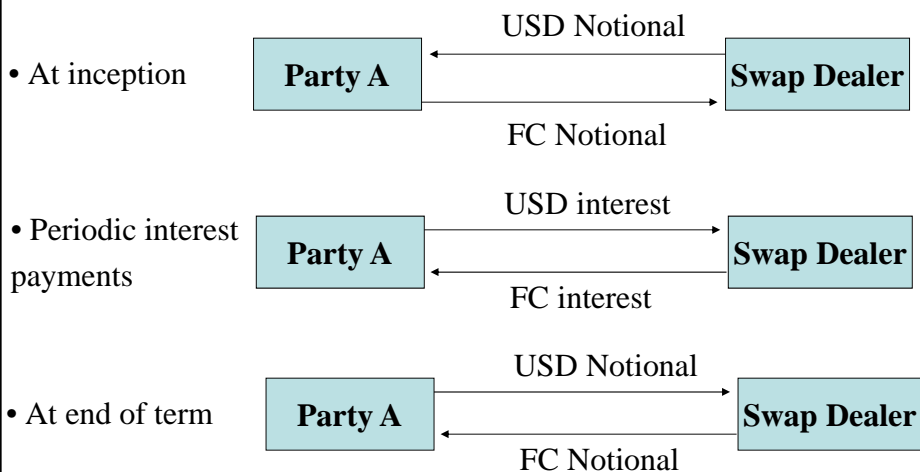 USD Notional
• At inception
Party A
Swap Dealer
FC Notional
USD interest
• Periodic interest
payments
Party A
Swap Dealer
FC interest
USD Notional
• At end of term
Party A
Swap Dealer
FC Notional